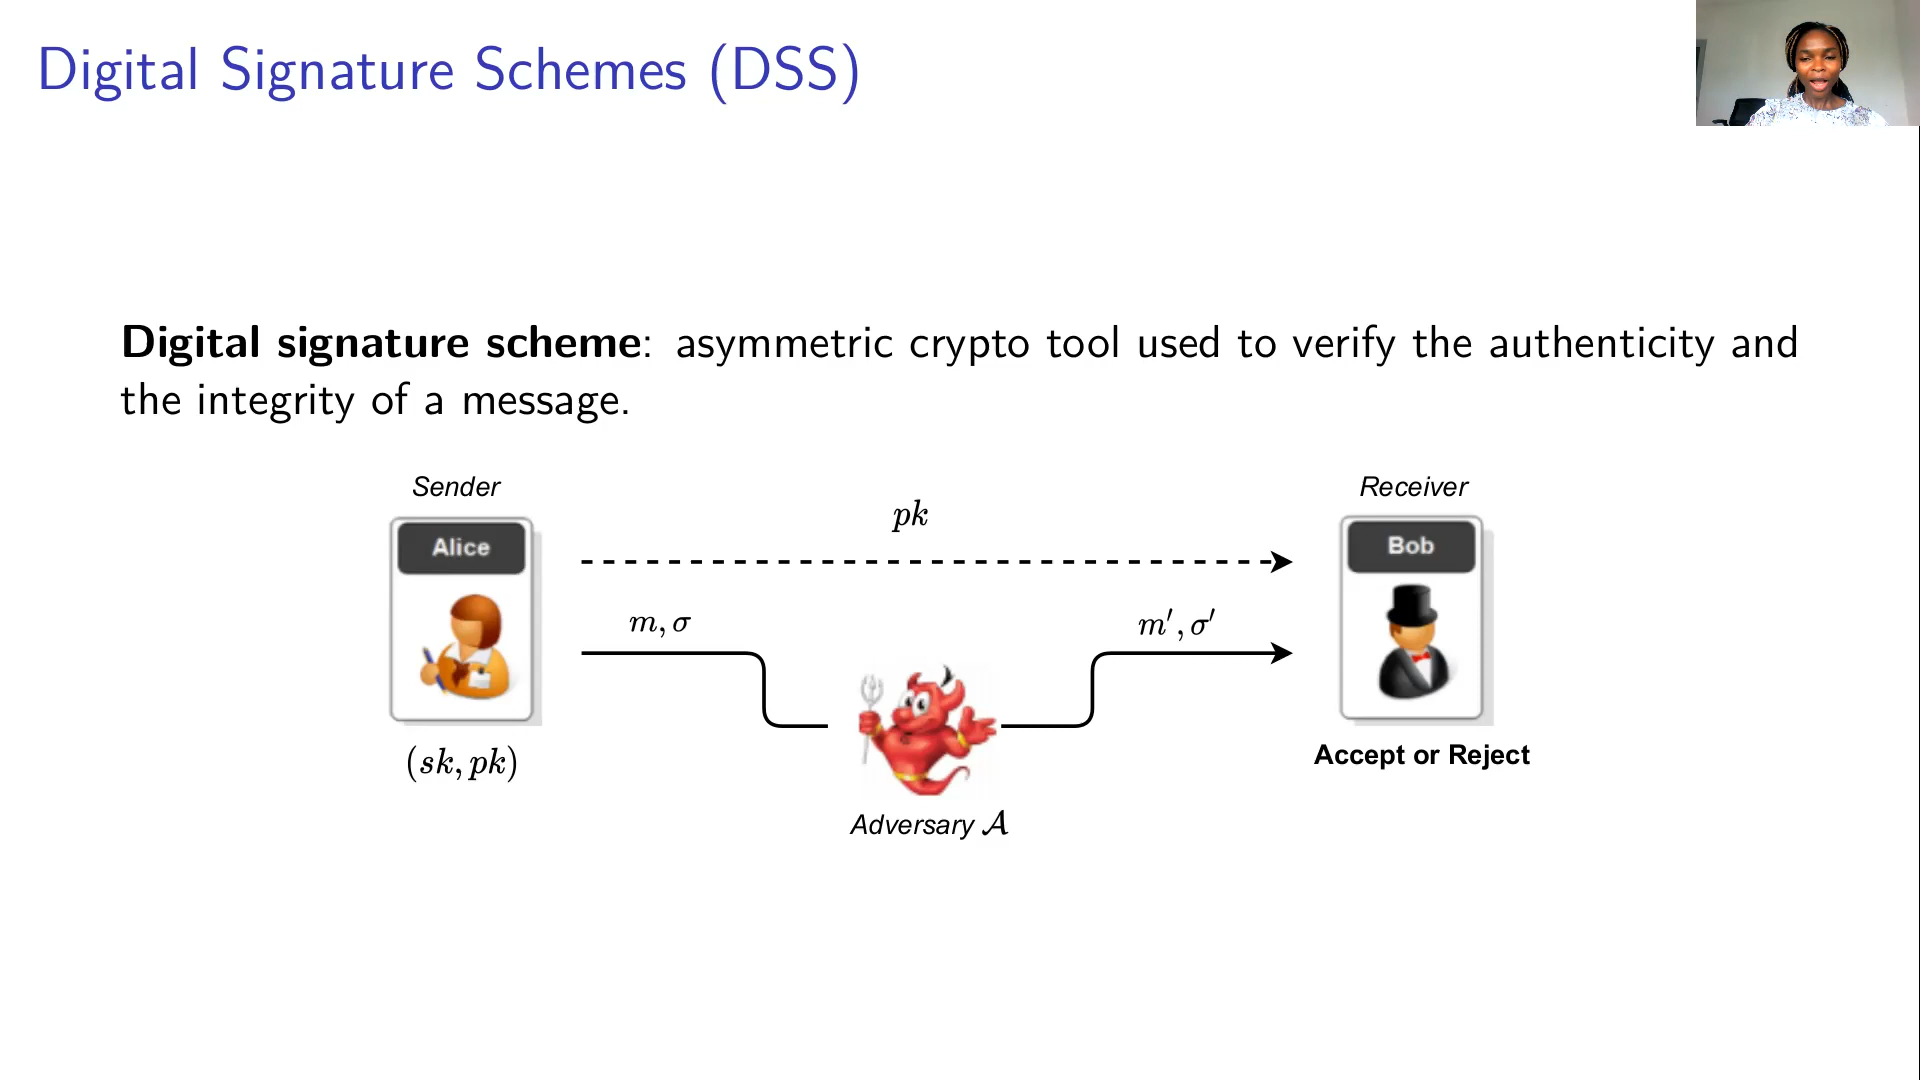 Digital Signature Schemes (DSS)
Digital signature scheme: asymmetric crypto tool used to verify the authenticity and
the integrity of a message.
Sender
Receiver
pk
Alice
Bob
m, σ
m′, σ′
(sk, pk)
Accept or Reject
Adversary 𝒜